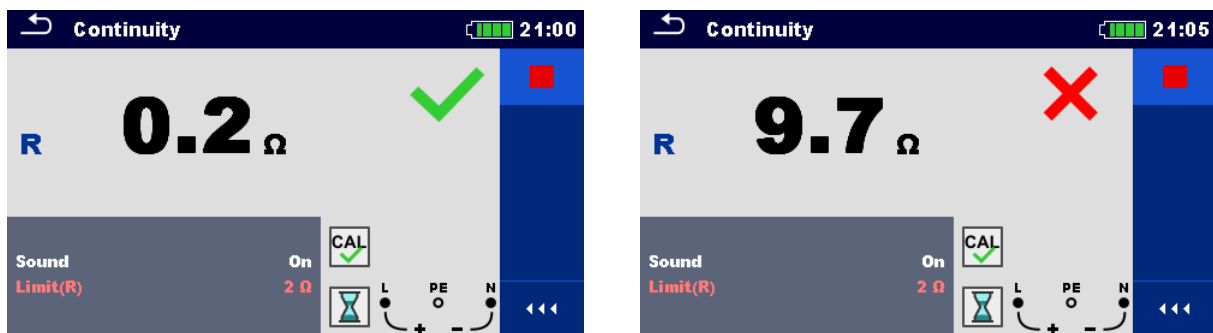 Continuity 21:00
R 0.2 Ω
CAL
Sound On
Limit(R) 2 Ω
L PE N
+ -
Continuity 21:05
R 9.7 Ω
CAL
Sound On
Limit(R) 2 Ω
L PE N
+ -